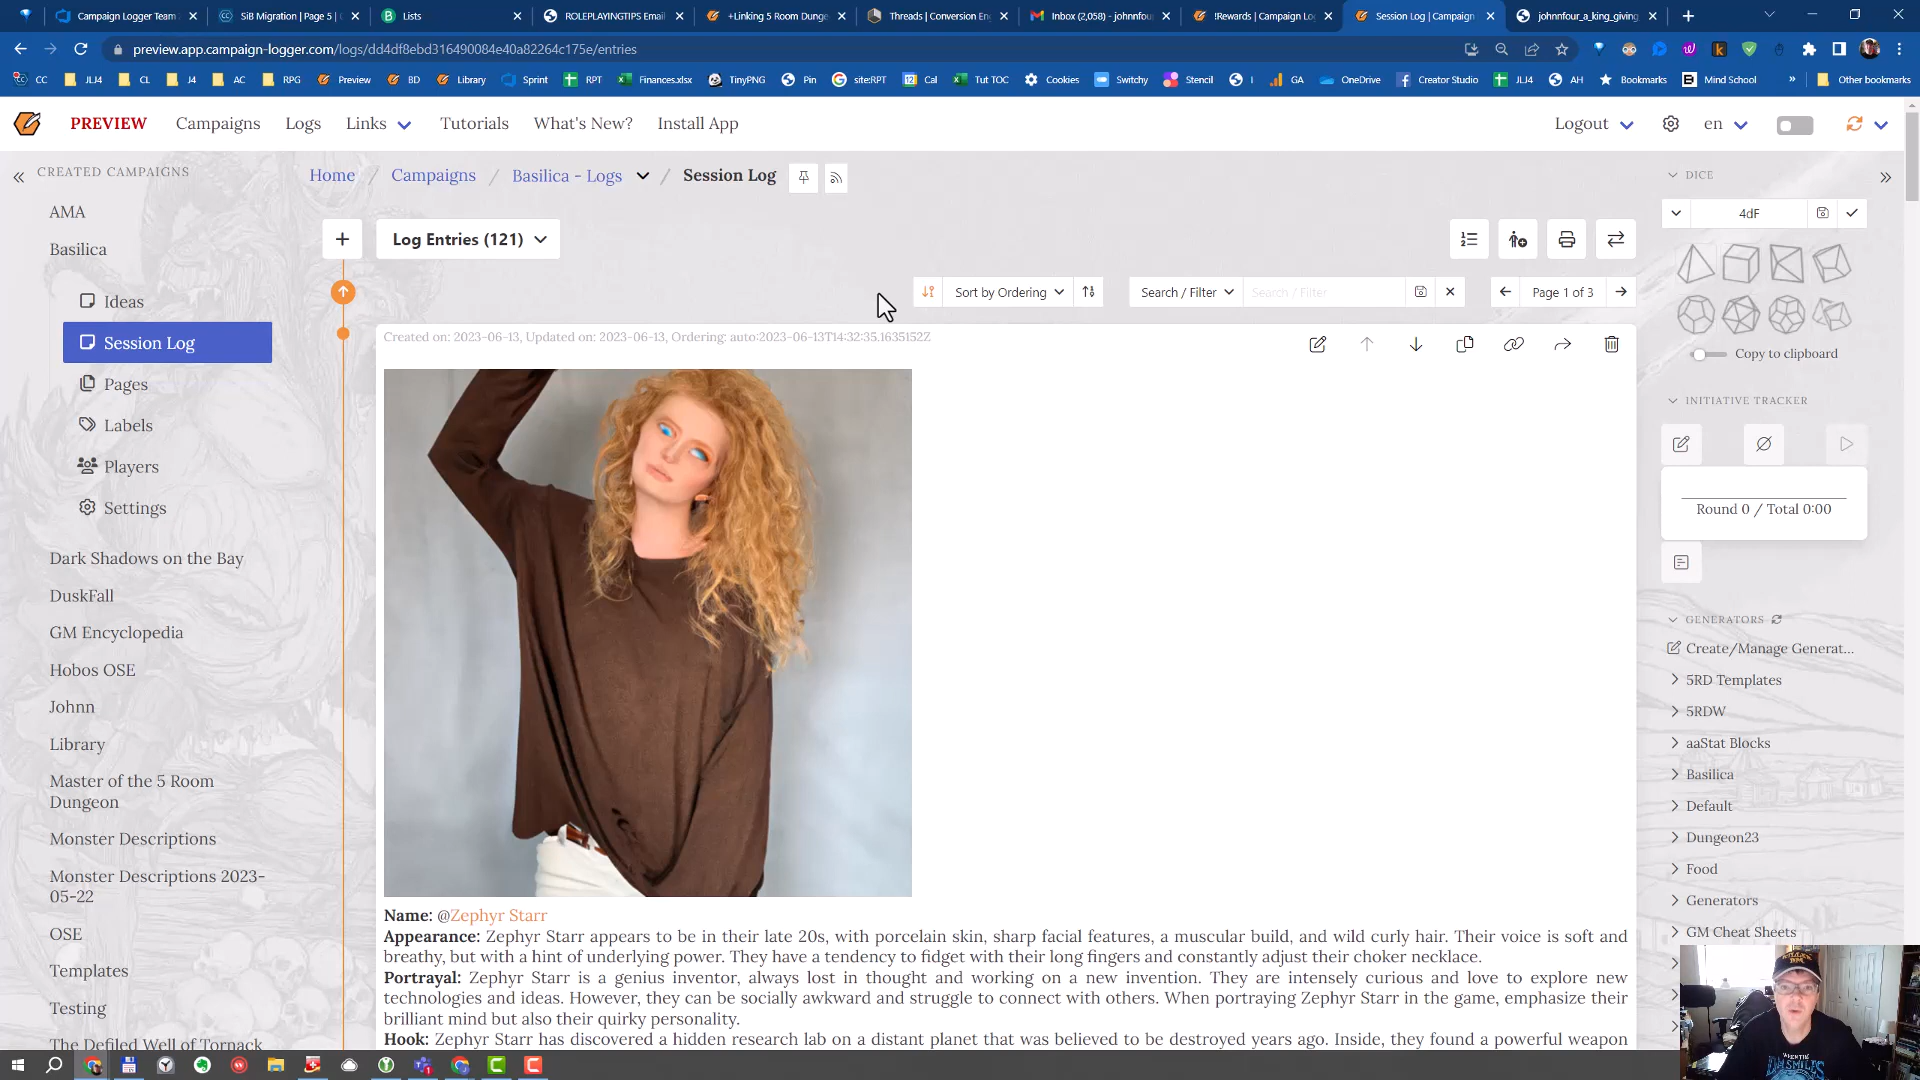 Campaign Logger Team
SiB Migration | Page 5 |
Lists
ROLEPLAYINGTIPS Email
+Linking 5 Room Dunge
Threads | Conversion En
Inbox (2,058) - johnnfour
!Rewards | Campaign Lo
Session Log | Campaign
johnnfour_a_king_giving
preview.app.campaign-logger.com/logs/dd4df8ebd316490084e40a82264c175e/entries
CC JLJ4 CL J4 AC RPG Preview BD Library Sprint RPT Finances.xlsx TinyPNG Pin site:RPT Cal Tut TOC Cookies Switchy Stencil I GA OneDrive Creator Studio JLJ4 AH Bookmarks Mind School » Other bookmarks
PREVIEW Campaigns Logs Links Tutorials What's New? Install App Logout en
CREATED CAMPAIGNS
AMA
Basilica
Ideas
Session Log
Pages
Labels
Players
Settings
Dark Shadows on the Bay
DuskFall
GM Encyclopedia
Hobos OSE
Johnn
Library
Master of the 5 Room
Dungeon
Monster Descriptions
Monster Descriptions 2023-
05-22
OSE
Templates
Testing
The Defiled Well of Tornack
Home / Campaigns / Basilica - Logs / Session Log
Log Entries (121)
Sort by Ordering
Search / Filter
Search / Filter
Page 1 of 3
Created on: 2023-06-13, Updated on: 2023-06-13, Ordering: auto:2023-06-13T14:32:35.1635152Z
Name: @Zephyr Starr
Appearance: Zephyr Starr appears to be in their late 20s, with porcelain skin, sharp facial features, a muscular build, and wild curly hair. Their voice is soft and
breathy, but with a hint of underlying power. They have a tendency to fidget with their long fingers and constantly adjust their choker necklace.
Portrayal: Zephyr Starr is a genius inventor, always lost in thought and working on a new invention. They are intensely curious and love to explore new
technologies and ideas. However, they can be socially awkward and struggle to connect with others. When portraying Zephyr Starr in the game, emphasize their
brilliant mind but also their quirky personality.
Hook: Zephyr Starr has discovered a hidden research lab on a distant planet that was believed to be destroyed years ago. Inside, they found a powerful weapon
DICE
4dF
Copy to clipboard
INITIATIVE TRACKER
Round 0 / Total 0:00
GENERATORS
Create/Manage Generat...
5RD Templates
5RDW
aaStat Blocks
Basilica
Default
Dungeon23
Food
Generators
GM Cheat Sheets